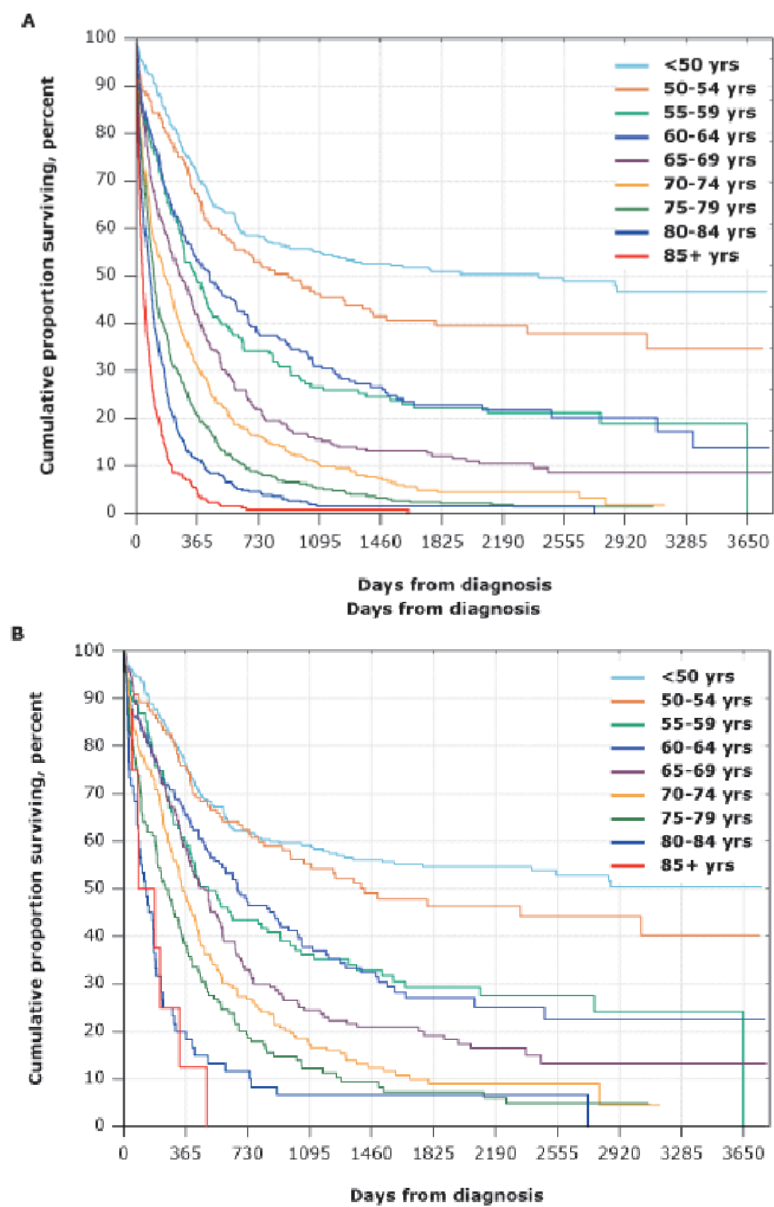 A
Cumulative proportion surviving, percent
100
90
80
70
60
50
40
30
20
10
0
<50 yrs
50-54 yrs
55-59 yrs
60-64 yrs
65-69 yrs
70-74 yrs
75-79 yrs
80-84 yrs
85+ yrs
0 365 730 1095 1460 1825 2190 2555 2920 3285 3650
Days from diagnosis
Days from diagnosis
B
Cumulative proportion surviving, percent
100
90
80
70
60
50
40
30
20
10
0
<50 yrs
50-54 yrs
55-59 yrs
60-64 yrs
65-69 yrs
70-74 yrs
75-79 yrs
80-84 yrs
85+ yrs
0 365 730 1095 1460 1825 2190 2555 2920 3285 3650
Days from diagnosis